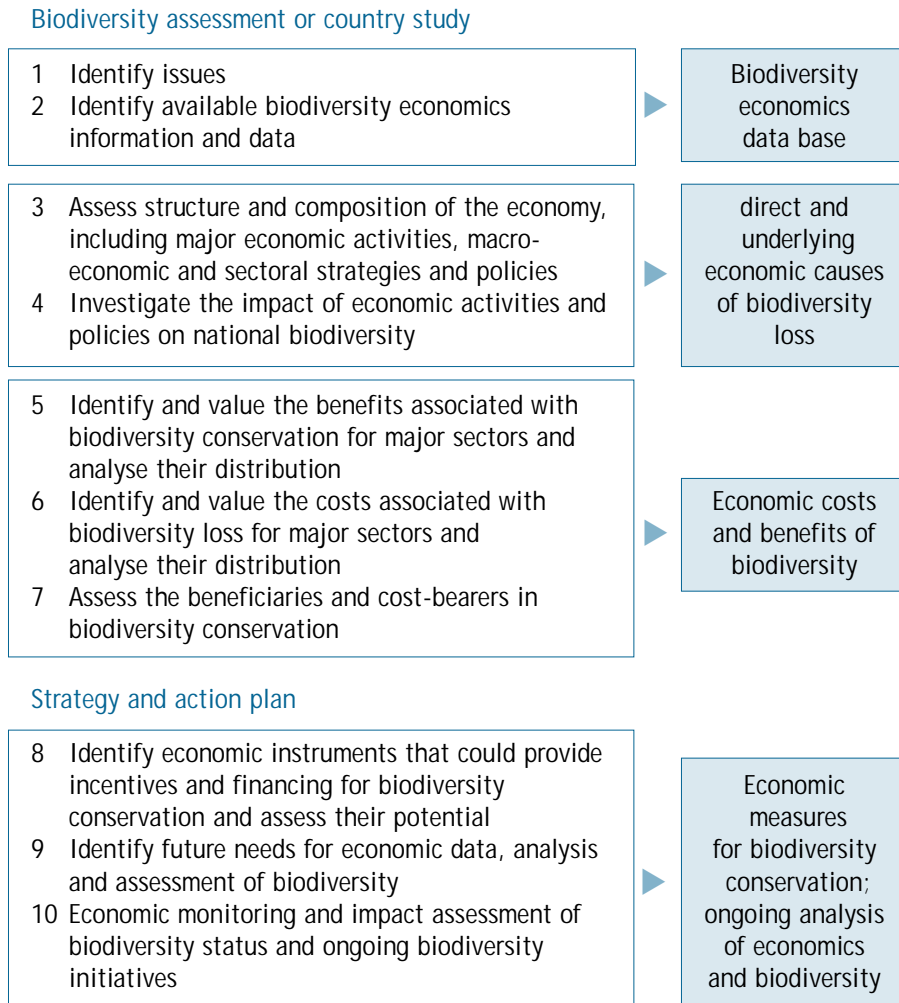 Biodiversity assessment or country study
1 Identify issues
2 Identify available biodiversity economics
information and data
Biodiversity
economics
data base
3 Assess structure and composition of the economy,
including major economic activities, macro-
economic and sectoral strategies and policies
4 Investigate the impact of economic activities and
policies on national biodiversity
direct and
underlying
economic causes
of biodiversity
loss
5 Identify and value the benefits associated with
biodiversity conservation for major sectors and
analyse their distribution
6 Identify and value the costs associated with
biodiversity loss for major sectors and
analyse their distribution
7 Assess the beneficiaries and cost-bearers in
biodiversity conservation
Economic costs
and benefits of
biodiversity
Strategy and action plan
8 Identify economic instruments that could provide
incentives and financing for biodiversity
conservation and assess their potential
9 Identify future needs for economic data, analysis
and assessment of biodiversity
10 Economic monitoring and impact assessment of
biodiversity status and ongoing biodiversity
initiatives
Economic
measures
for biodiversity
conservation;
ongoing analysis
of economics
and biodiversity